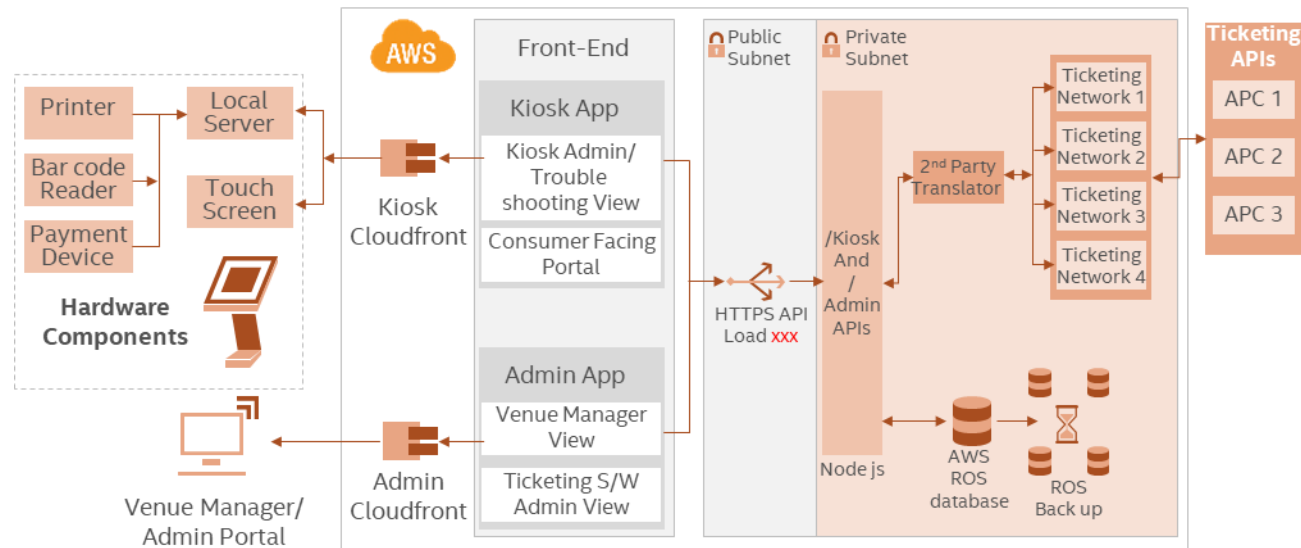 Printer
Bar code
Reader
Payment
Device
Local
Server
Touch
Screen
Hardware
Components
Venue Manager/
Admin Portal
AWS
Kiosk
Cloudfront
Admin
Cloudfront
Front-End
Kiosk App
Kiosk Admin/
Trouble
shooting View
Consumer Facing
Portal
Admin App
Venue Manager
View
Ticketing S/W
Admin View
Public
Subnet
HTTPS API
Load xxx
Private
Subnet
/Kiosk
And
/
Admin
APIs
Node js
2nd Party
Translator
Ticketing
Network 1
Ticketing
Network 2
Ticketing
Network 3
Ticketing
Network 4
AWS
ROS
database
ROS
Back up
Ticketing
APIs
APC 1
APC 2
APC 3